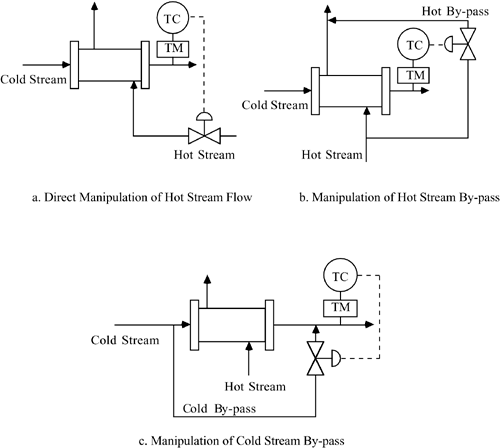 TC
TM
Cold Stream
Hot Stream
a. Direct Manipulation of Hot Stream Flow
Hot By-pass
TC
TM
Cold Stream
Hot Stream
b. Manipulation of Hot Stream By-pass
TC
TM
Cold Stream
Hot Stream
Cold By-pass
c. Manipulation of Cold Stream By-pass